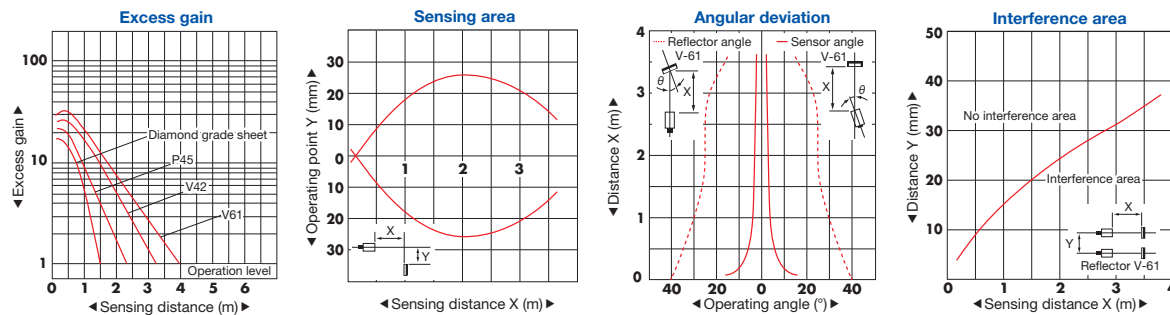 Excess gain
100
10
1
◄Excess gain►
Diamond grade sheet
P45
V42
V61
Operation level
0 1 2 3 4 5 6
◄Sensing distance (m)►
Sensing area
30
20
10
0
10
20
30
◄Operating point Y (mm)►
1 2 3
X
Y
◄Sensing distance X (m)►
Angular deviation
4
3
2
1
0
◄Distance X (m)►
Reflector angle Sensor angle
V-61 V-61
θ X X θ
40 20 0 20 40
◄Operating angle (°)►
Interference area
50
40
30
20
10
◄Distance Y (mm)►
No interference area
Interference area
X
Y
Reflector V-61
0 1 2 3 4
◄Sensing distance X (m)►